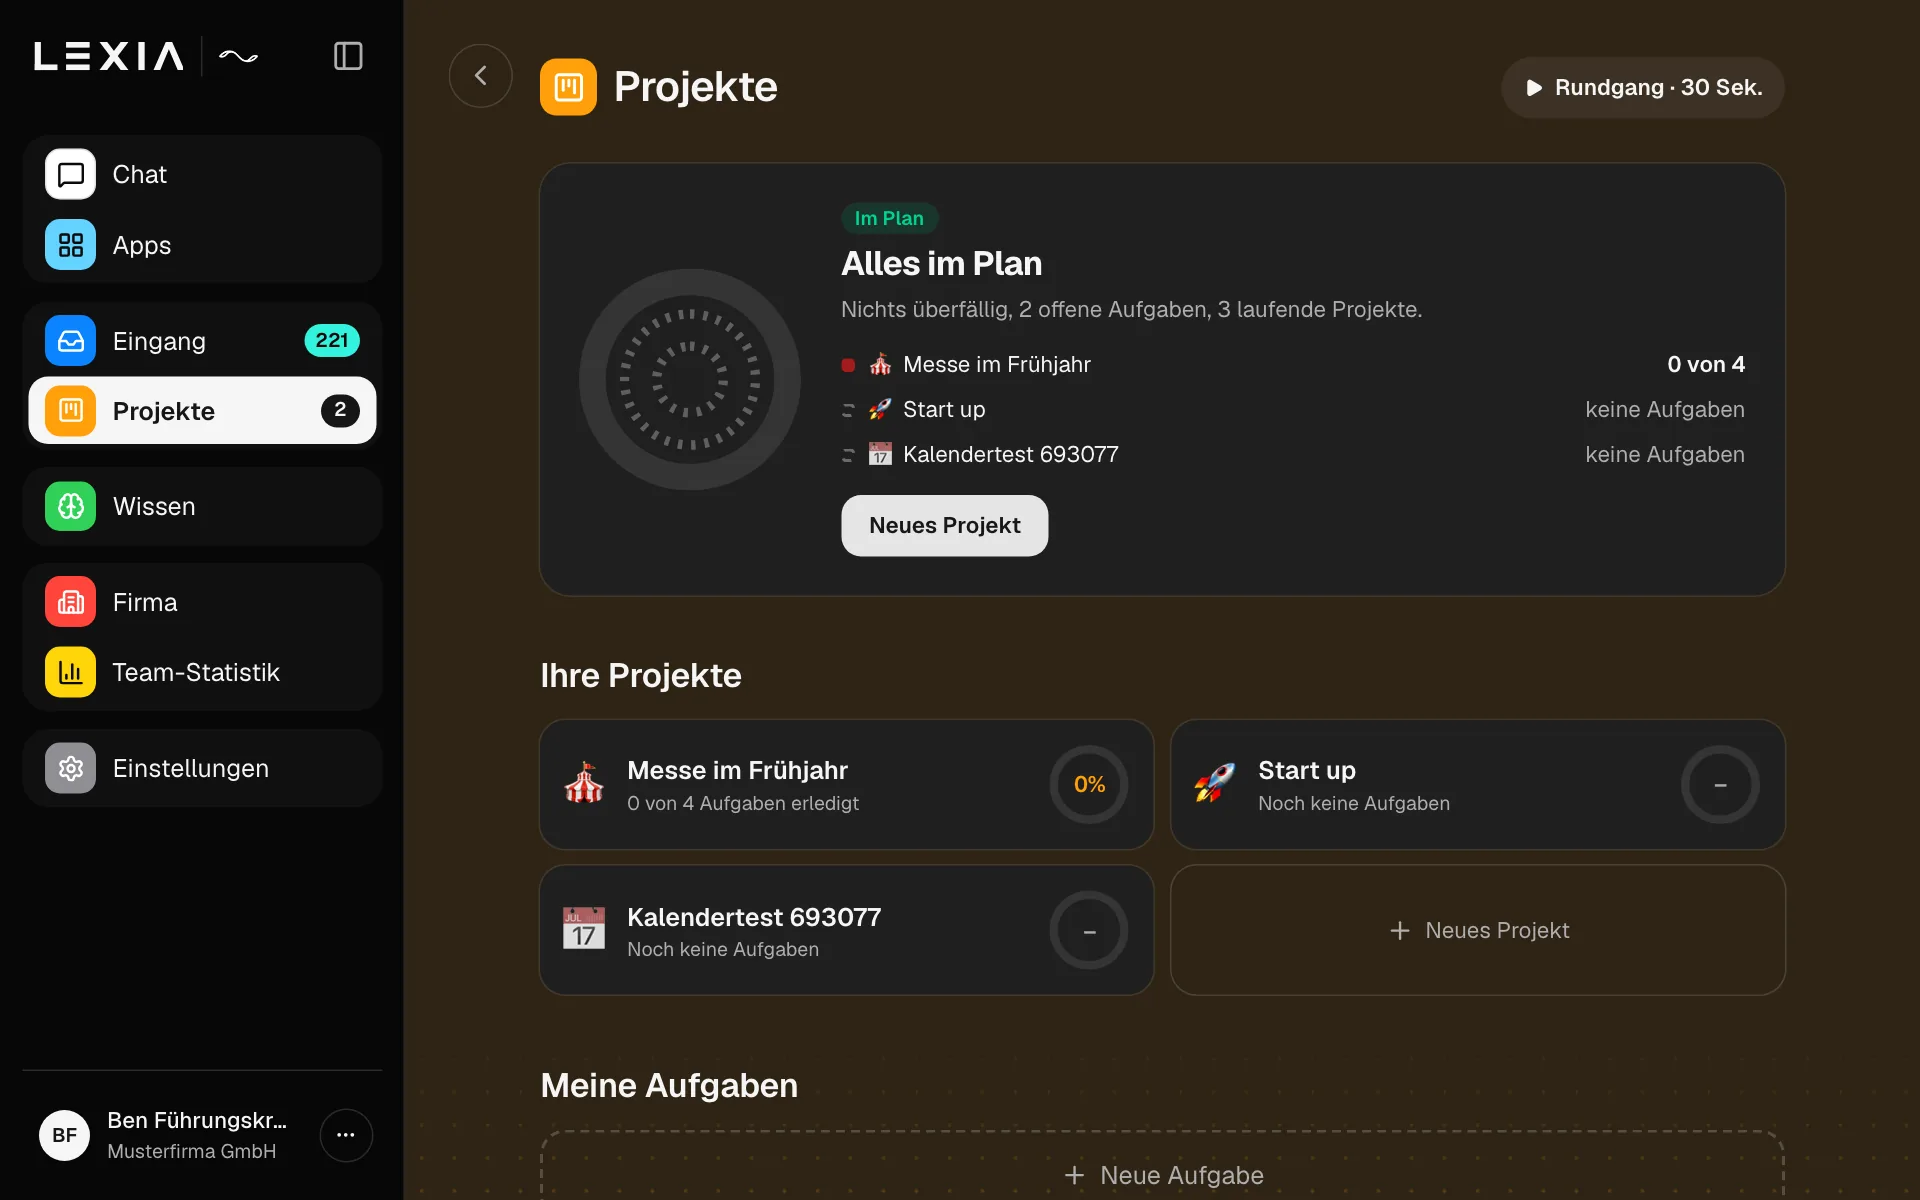 LEXIA
Chat
Apps
Eingang 221
Projekte 2
Wissen
Firma
Team-Statistik
Einstellungen
BF
Ben Führungskr...
Musterfirma GmbH
Projekte
Rundgang · 30 Sek.
Im Plan
Alles im Plan
Nichts überfällig, 2 offene Aufgaben, 3 laufende Projekte.
Messe im Frühjahr 0 von 4
Start up keine Aufgaben
17 Kalendertest 693077 keine Aufgaben
Neues Projekt
Ihre Projekte
Messe im Frühjahr
0 von 4 Aufgaben erledigt
0%
Start up
Noch keine Aufgaben
–
JUL
17
Kalendertest 693077
Noch keine Aufgaben
–
+ Neues Projekt
Meine Aufgaben
+ Neue Aufgabe